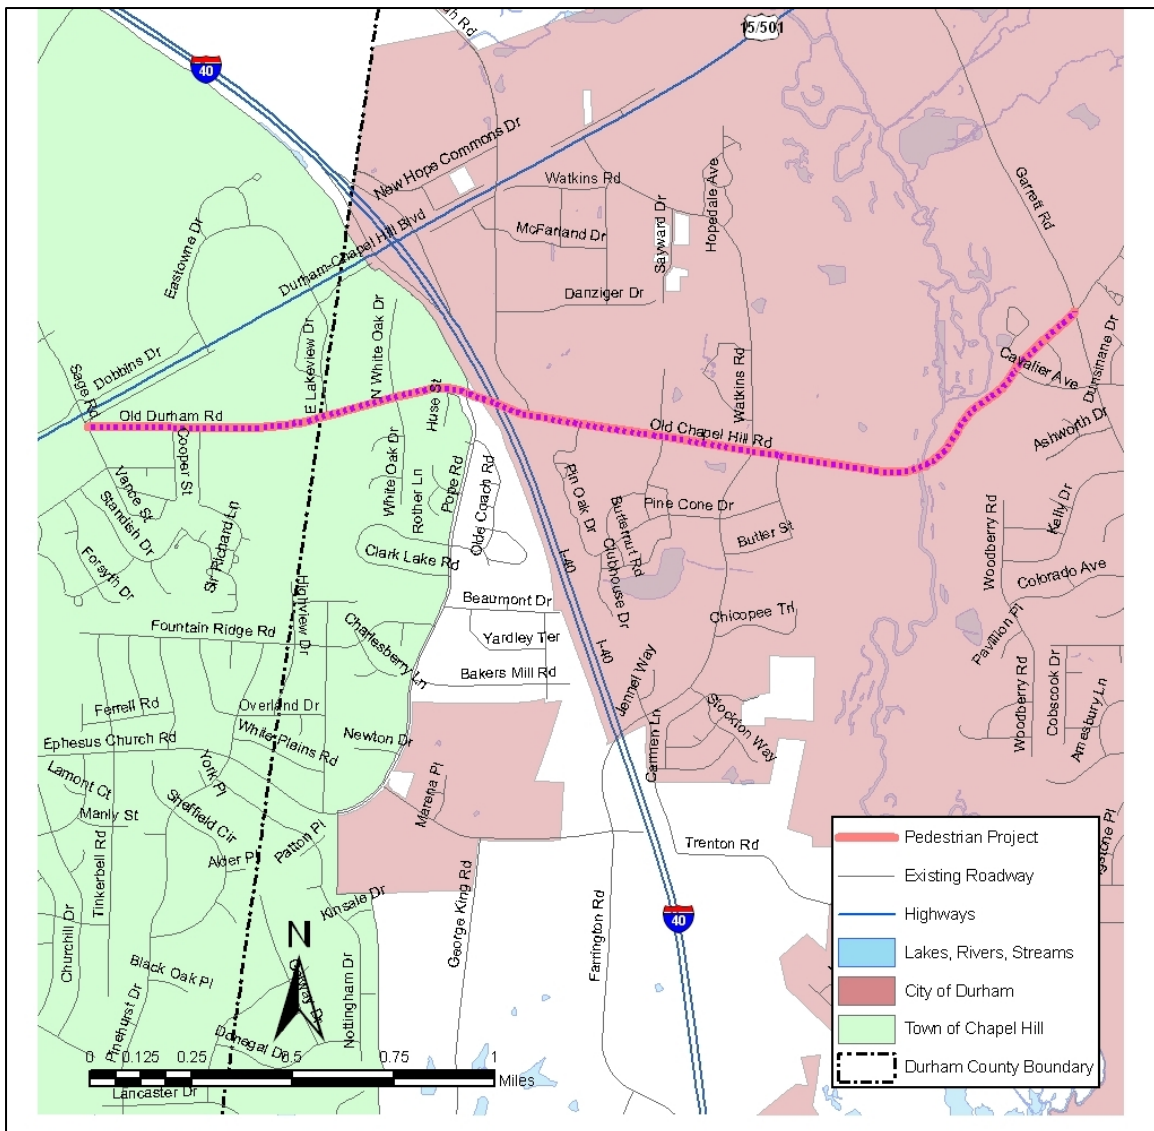 40
15/501
New Hope Commons Dr
Watkins Rd
Hopedale Ave
Garrett Rd
Eastowne Dr
Durham-Chapel Hill Blvd
McFarland Dr
Sayward Dr
Danziger Dr
Dobbins Dr
Sage Rd
E Lakeview Dr
N White Oak Dr
Huse St
Watkins Rd
Cavalier Ave
Dunsinane Dr
Old Durham Rd
Old Chapel Hill Rd
Ashworth Dr
Cooper St
Vance St
Standish Dr
Forsyth Dr
Sir Richard Ln
White Oak Dr
Rother Ln
Pope Rd
Olde Coach Rd
Clark Lake Rd
Pin Oak Dr
Butternut Rd
Clubhouse Dr
Pine Cone Dr
Butler St
Woodberry Rd
Kelly Dr
Colorado Ave
I-40
Beaumont Dr
Yardley Ter
Bakers Mill Rd
Chicopee Trl
Pavillion Pl
Fountain Ridge Rd
Highview Dr
Charlesberry Ln
I-40
Jennel Way
Carmen Ln
Stockton Way
Woodberry Rd
Cobscook Dr
Amesbury Ln
Ferrell Rd
Overland Dr
Ephesus Church Rd
White Plains Rd
Newton Dr
York Pl
Lamont Ct
Manly St
Sheffield Cir
Marena Pl
Alder Pl
Patton Pl
Tinkerbell Rd
Churchill Dr
Kinsale Dr
George King Rd
Farrington Rd
Trenton Rd
40
Black Oak Pl
Pinehurst Dr
Nottingham Dr
Donegal Dr
Lancaster Dr
N
0 0.125 0.25 0.5 0.75 1
Miles
Pedestrian Project
Existing Roadway
Highways
Lakes, Rivers, Streams
City of Durham
Town of Chapel Hill
Durham County Boundary